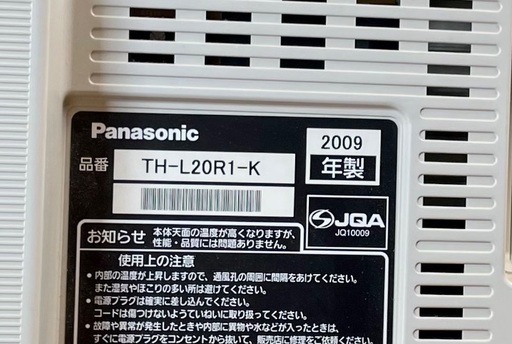 Panasonic
品番 TH-L20R1-K
2009
年製
JQA
JQ10009
お知らせ 本体天面の温度が高くなりますが、
性能・品質には問題ありません。
使用上の注意
•内部の温度が上昇しますので、通風孔の周囲に間隔をあけてください。
また湿気やほこりの多い所は避けてください。
•電源プラグは確実に差し込んでください。
コードは傷つけないようていねいに取り扱ってください。
•故障や異常が発生したときや内部に異物や水などが入ったときは、
すぐに電源プラグをコンセントから抜いて、販売店に修理をご依頼ください。